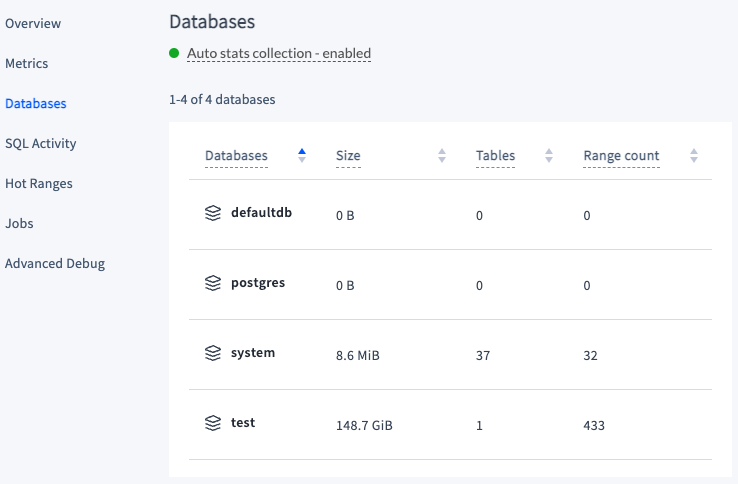 Overview
Metrics
Databases
SQL Activity
Hot Ranges
Jobs
Advanced Debug
Databases
Auto stats collection - enabled
1-4 of 4 databases
Databases Size Tables Range count
defaultdb 0 B 0 0
postgres 0 B 0 0
system 8.6 MiB 37 32
test 148.7 GiB 1 433